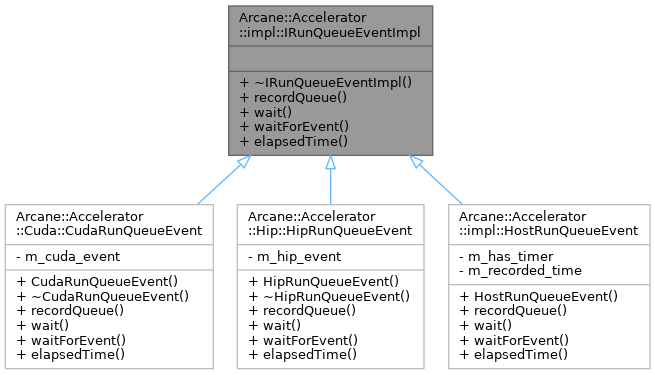 Arcane::Accelerator
::impl::IRunQueueEventImpl
+ ~IRunQueueEventImpl()
+ recordQueue()
+ wait()
+ waitForEvent()
+ elapsedTime()
Arcane::Accelerator
::Cuda::CudaRunQueueEvent
- m_cuda_event
+ CudaRunQueueEvent()
+ ~CudaRunQueueEvent()
+ recordQueue()
+ wait()
+ waitForEvent()
+ elapsedTime()
Arcane::Accelerator
::Hip::HipRunQueueEvent
- m_hip_event
+ HipRunQueueEvent()
+ ~HipRunQueueEvent()
+ recordQueue()
+ wait()
+ waitForEvent()
+ elapsedTime()
Arcane::Accelerator
::impl::HostRunQueueEvent
- m_has_timer
- m_recorded_time
+ HostRunQueueEvent()
+ recordQueue()
+ wait()
+ waitForEvent()
+ elapsedTime()